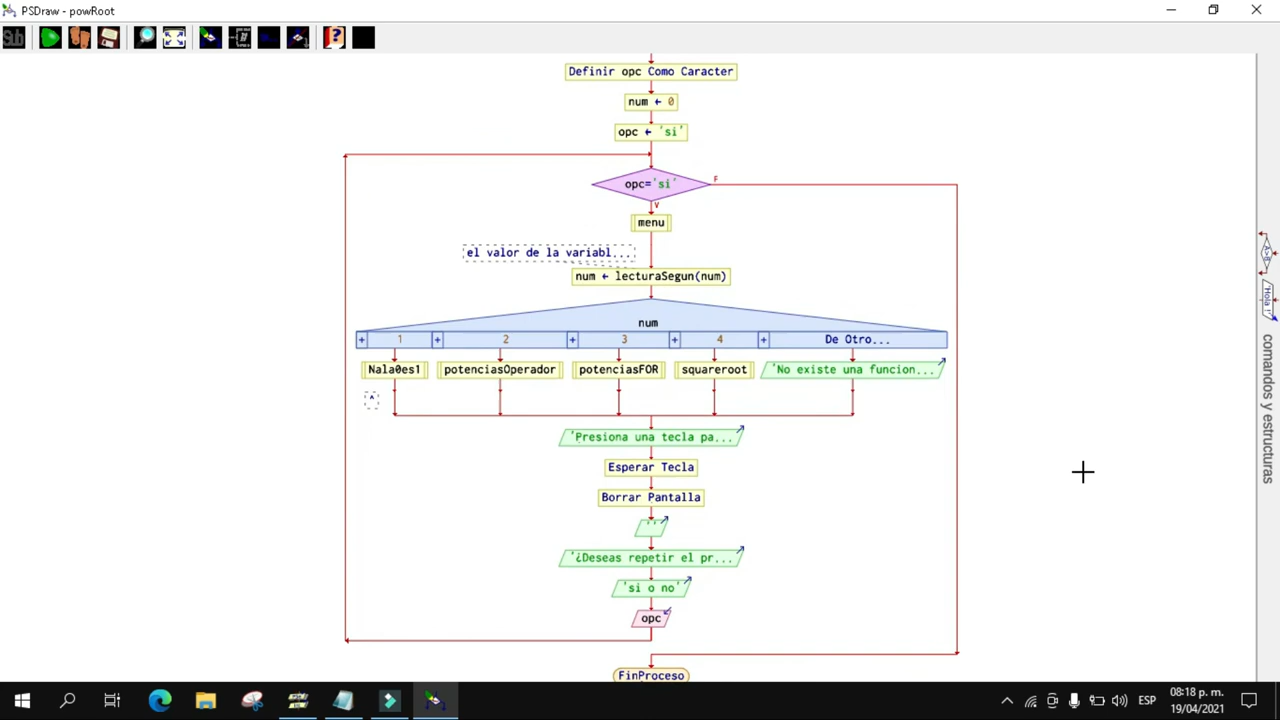 PSDraw - powRoot
Sub
?
Definir opc Como Caracter
num ← 0
opc ← 'si'
opc='si'
F
V
menu
el valor de la variabl...
num ← lecturaSegun(num)
num
+ 1 + 2 + 3 + 4 + De Otro...
Nala0es1 potenciasOperador potenciasFOR squareroot 'No existe una funcion...
^
'Presiona una tecla pa...
Esperar Tecla
Borrar Pantalla
''
'¿Deseas repetir el pr...
'si o no'
opc
FinProceso
A>B
'Hola !'
comandos y estructuras
ESP
08:18 p. m.
19/04/2021